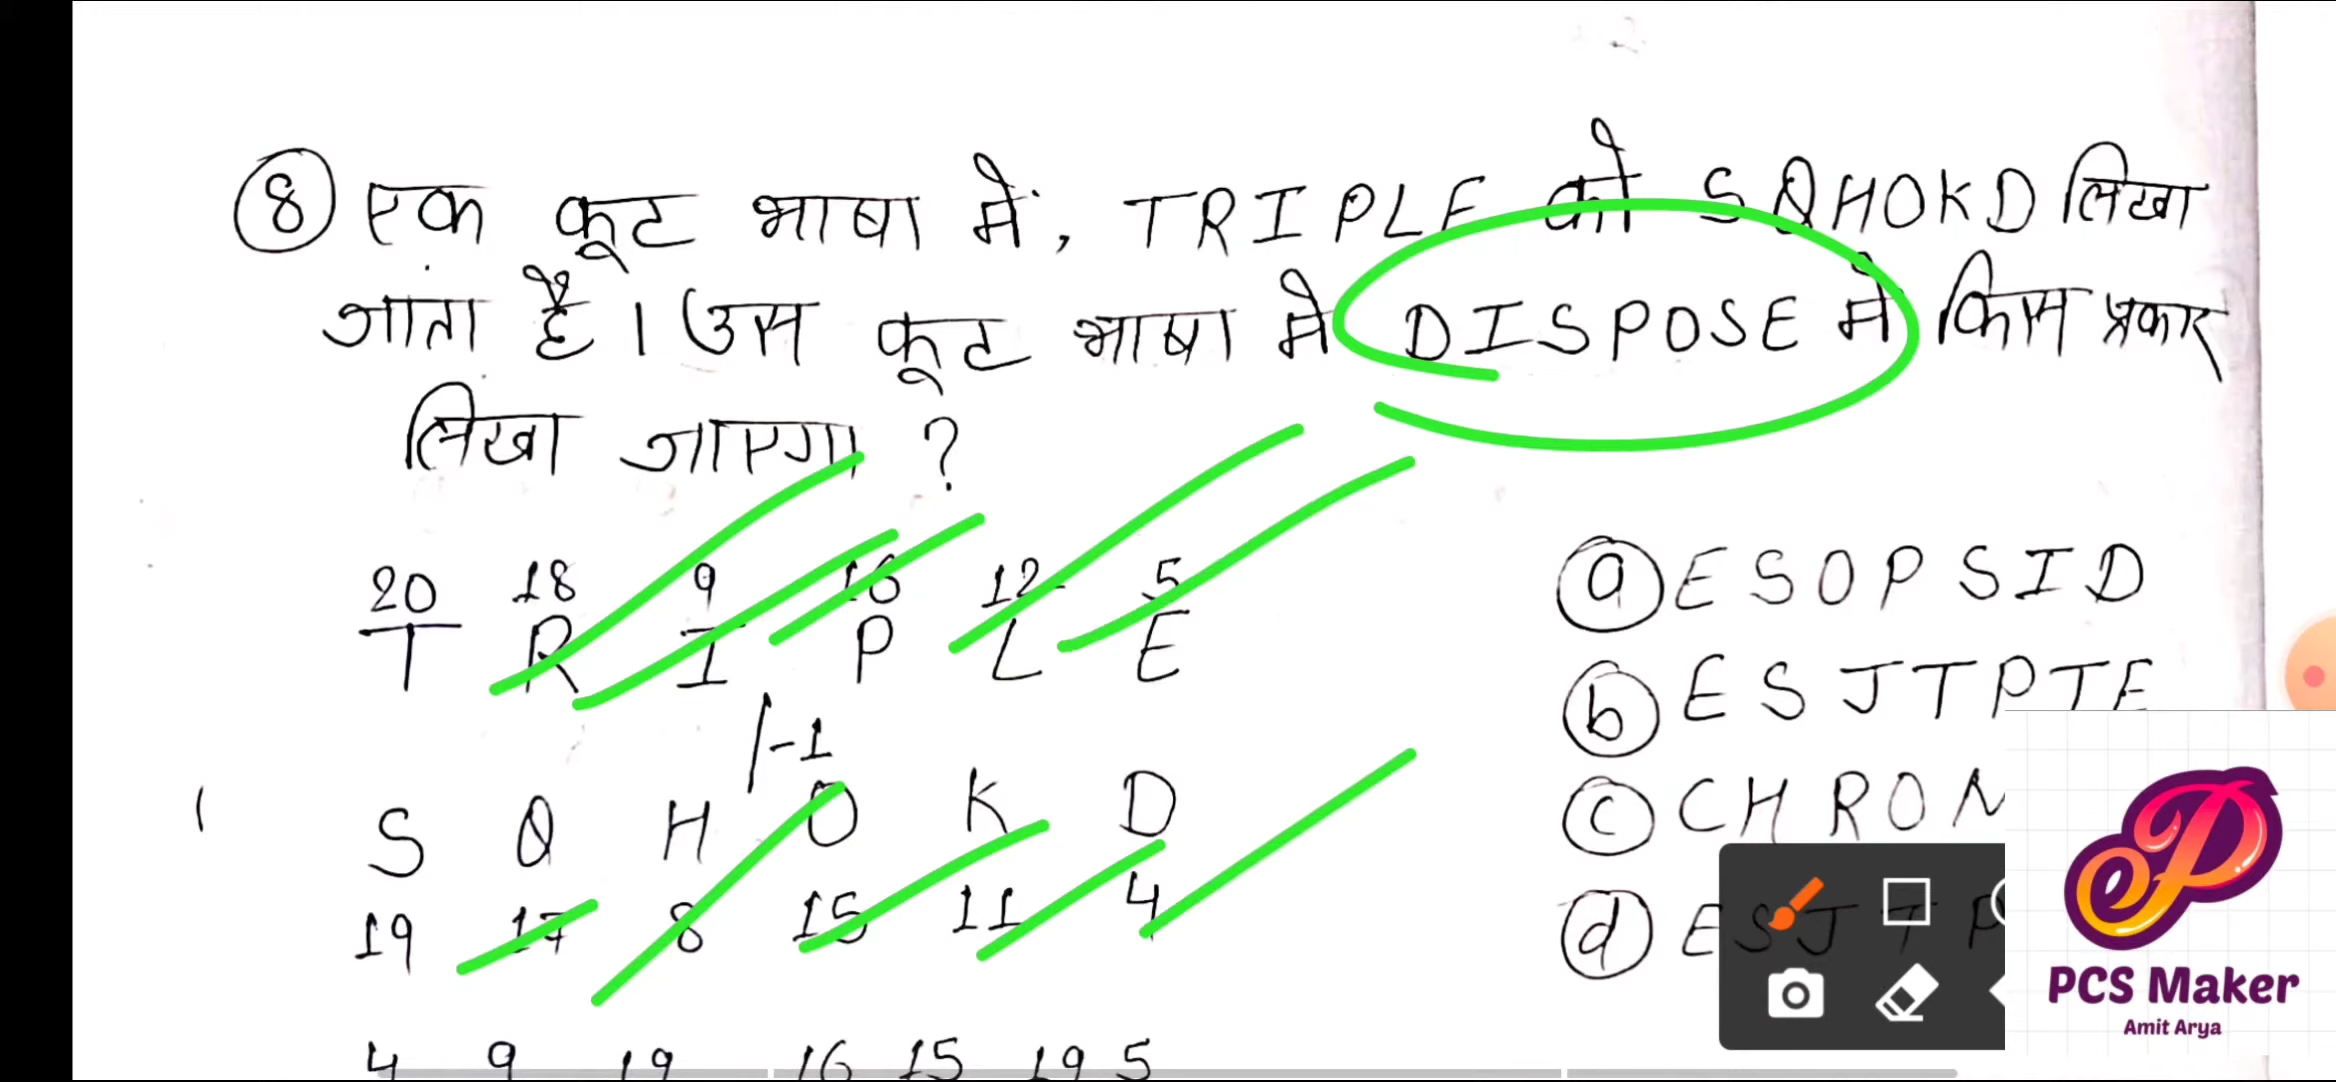 8 एक कूट भाषा में, TRIPLE को SQHOKD लिखा
जाता है। उस कूट भाषा में DISPOSE में किस प्रकार
लिखा जाएगा ?
20 18 9 16 12 5
T R I P L E
-1
S Q H O K D
19 17 8 15 11 4
4 9 19 16 15 19 5
a ESOPSID
b ESJTPTE
c CHRON
d ESJTP
PCS Maker
Amit Arya